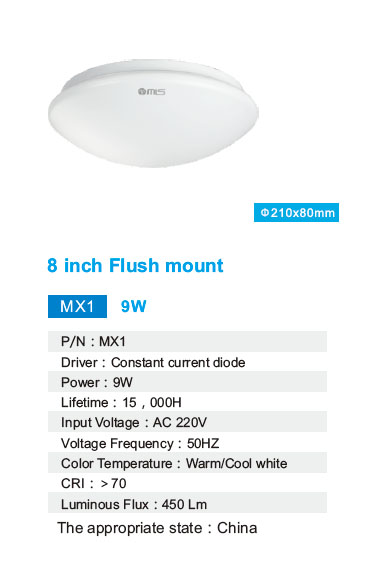 MLS
Φ210x80mm
8 inch Flush mount
MX1 9W
P/N：MX1
Driver：Constant current diode
Power：9W
Lifetime：15，000H
Input Voltage：AC 220V
Voltage Frequency：50HZ
Color Temperature：Warm/Cool white
CRI：＞70
Luminous Flux：450 Lm
The appropriate state：China